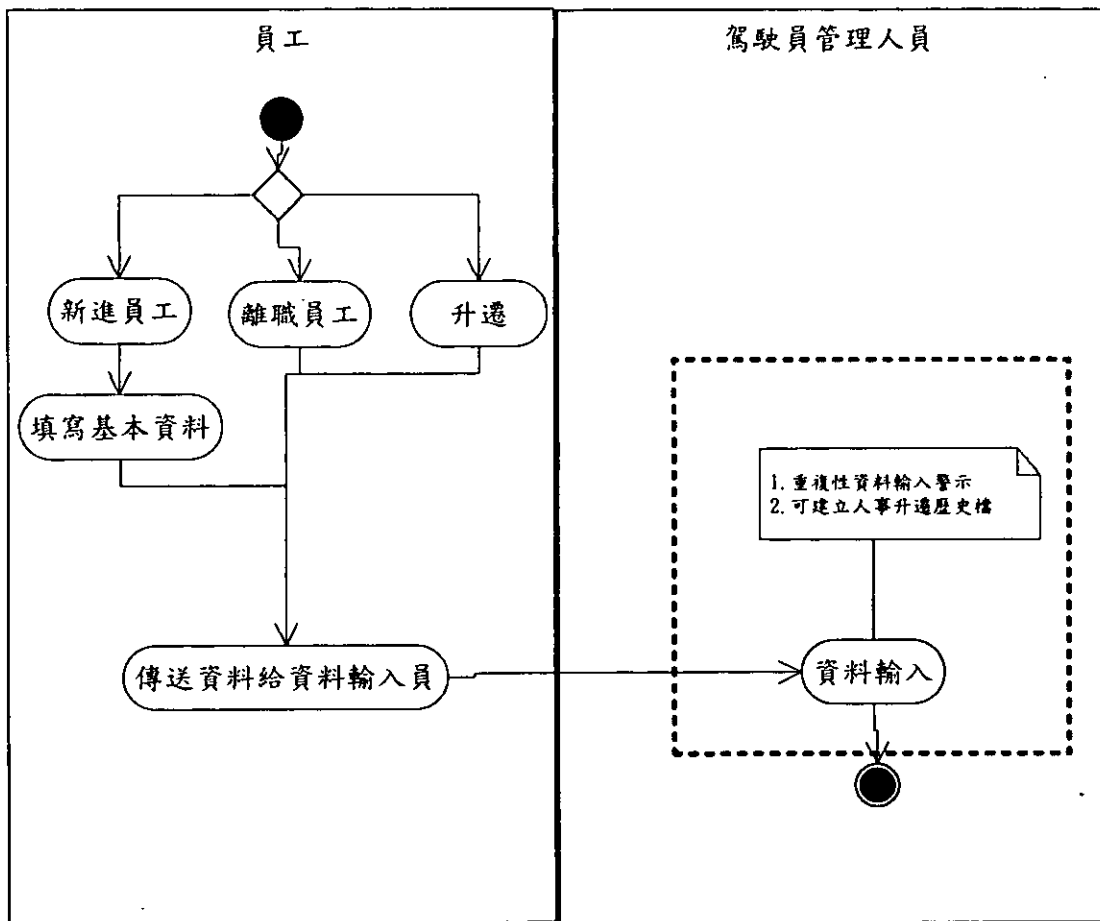 員工
駕駛員管理人員
新進員工
離職員工
升遷
填寫基本資料
1. 重複性資料輸入警示
2. 可建立人事升遷歷史檔
傳送資料給資料輸入員
資料輸入